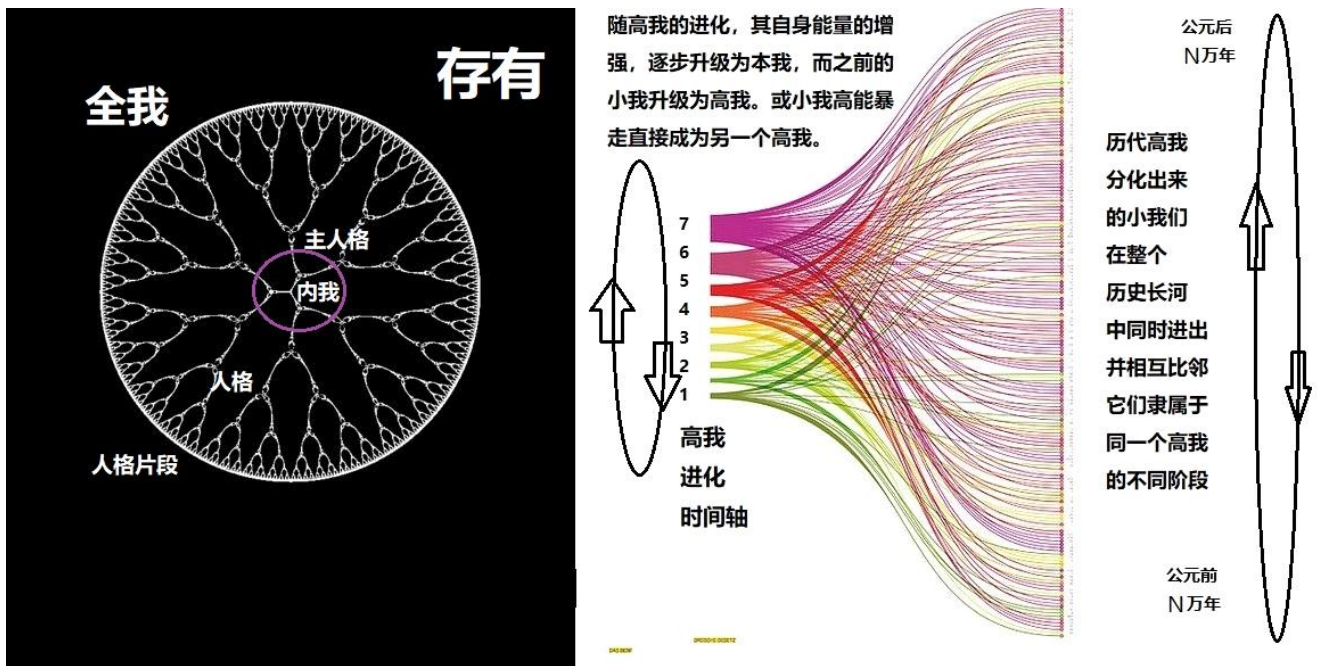 存有
全我
主人格
内我
人格
人格片段
随高我的进化，其自身能量的增
强，逐步升级为本我，而之前的
小我升级为高我。或小我高能暴
走直接成为另一个高我。
7
6
5
4
3
2
1
高我
进化
时间轴
公元后
N万年
历代高我
分化出来
的小我们
在整个
历史长河
中同时进出
并相互比邻
它们隶属于
同一个高我
的不同阶段
公元前
N万年